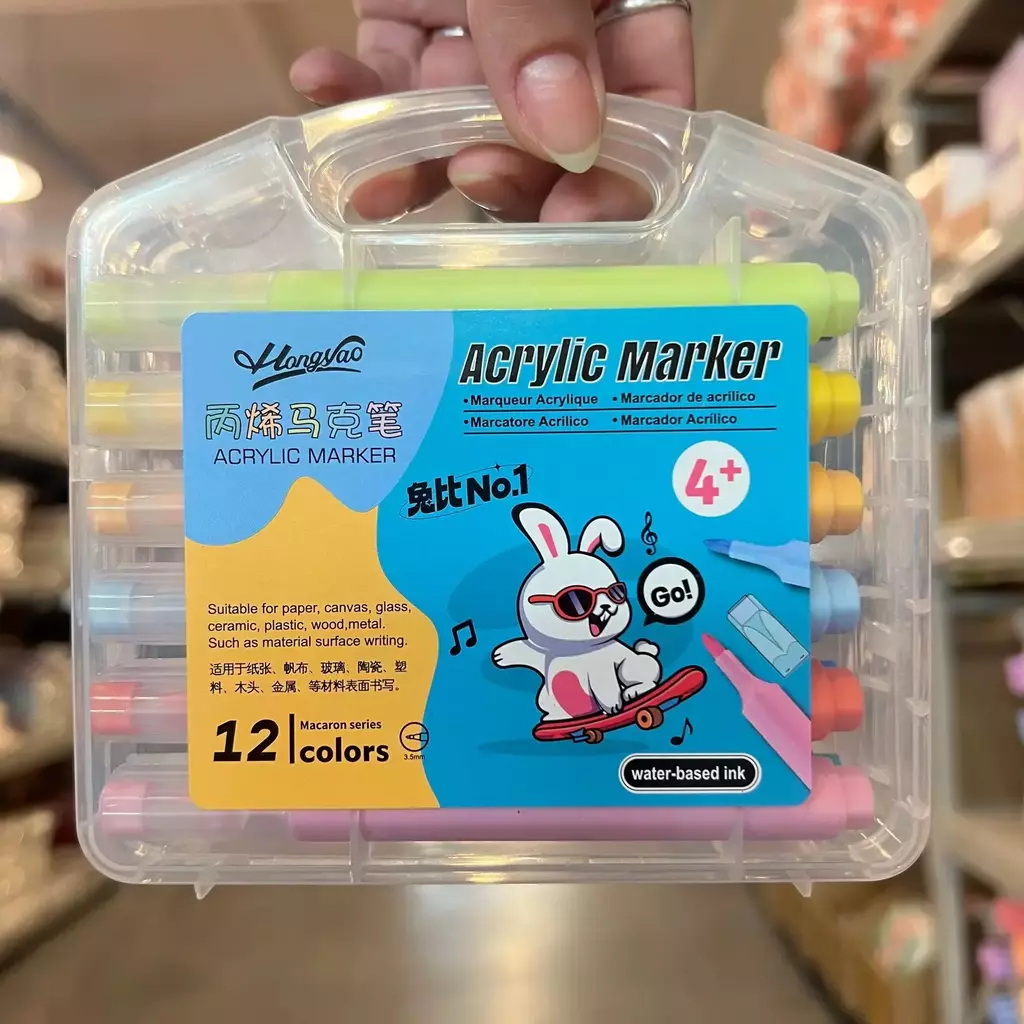 HongYao
丙烯马克笔
ACRYLIC MARKER
Acrylic Marker
•Marqueur Acrylique •Marcador de acrílico
•Marcatore Acrilico •Marcador Acrílico
4+
兔比No.1
Go!
Suitable for paper, canvas, glass,
ceramic, plastic, wood,metal.
Such as material surface writing.
适用于纸张、帆布、玻璃、陶瓷、塑
料、木头、金属、等材料表面书写。
12
Macaron series
colors
3.5mm
water-based ink